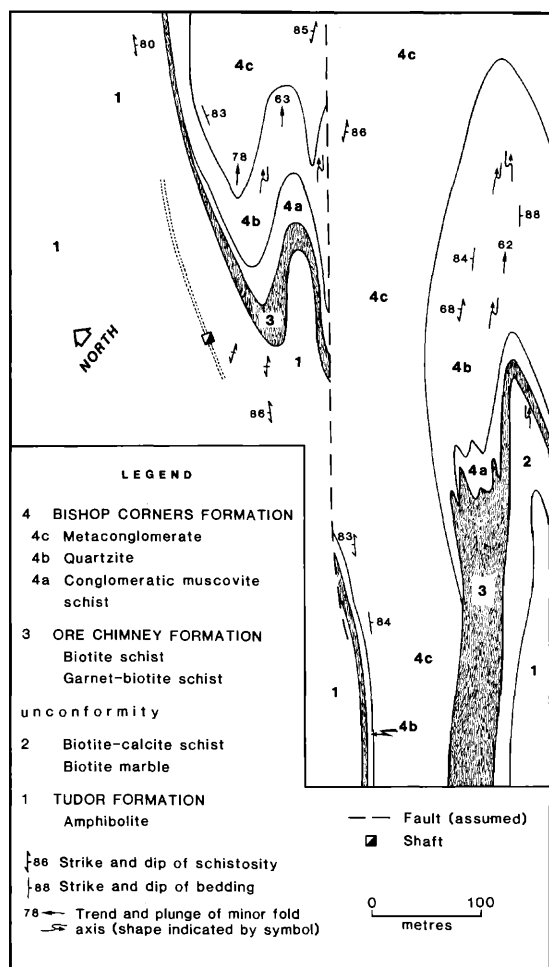 80
85
4c
4c
1
83
63
86
78
4b
4a
88
1
84
62
4c
68
3
NORTH
1
4b
86
2
4a
LEGEND
4 BISHOP CORNERS FORMATION
4c Metaconglomerate
4b Quartzite
4a Conglomeratic muscovite
schist
3 ORE CHIMNEY FORMATION
Biotite schist
Garnet-biotite schist
unconformity
2 Biotite-calcite schist
Biotite marble
1 TUDOR FORMATION
Amphibolite
86 Strike and dip of schistosity
88 Strike and dip of bedding
78 Trend and plunge of minor fold
axis (shape indicated by symbol)
83
3
84
4c
1
1
4b
Fault (assumed)
Shaft
0 100
metres